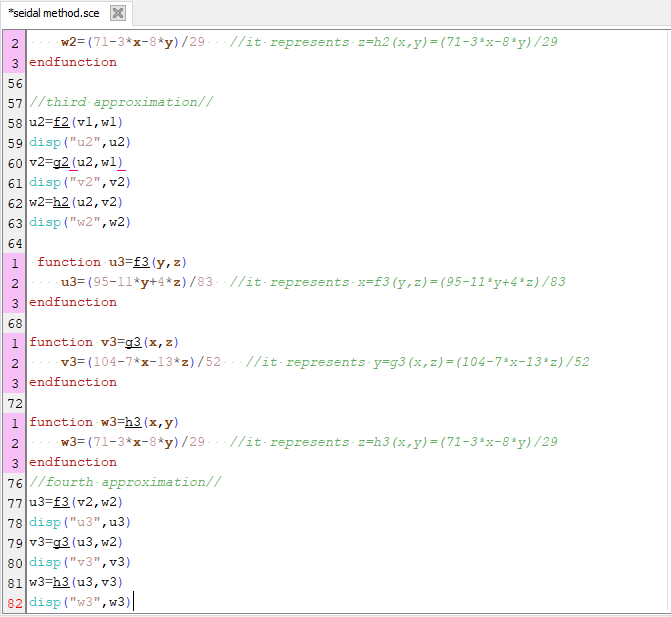 *seidal method.sce
2 w2=(71-3*x-8*y)/29 //it represents z=h2(x,y)=(71-3*x-8*y)/29
3 endfunction
56
57 //third approximation//
58 u2=f2(v1,w1)
59 disp("u2",u2)
60 v2=g2(u2,w1)
61 disp("v2",v2)
62 w2=h2(u2,v2)
63 disp("w2",w2)
64
1 function u3=f3(y,z)
2 u3=(95-11*y+4*z)/83 //it represents x=f3(y,z)=(95-11*y+4*z)/83
3 endfunction
68
1 function v3=g3(x,z)
2 v3=(104-7*x-13*z)/52 //it represents y=g3(x,z)=(104-7*x-13*z)/52
3 endfunction
72
1 function w3=h3(x,y)
2 w3=(71-3*x-8*y)/29 //it represents z=h3(x,y)=(71-3*x-8*y)/29
3 endfunction
76 //fourth approximation//
77 u3=f3(v2,w2)
78 disp("u3",u3)
79 v3=g3(u3,w2)
80 disp("v3",v3)
81 w3=h3(u3,v3)
82 disp("w3",w3)